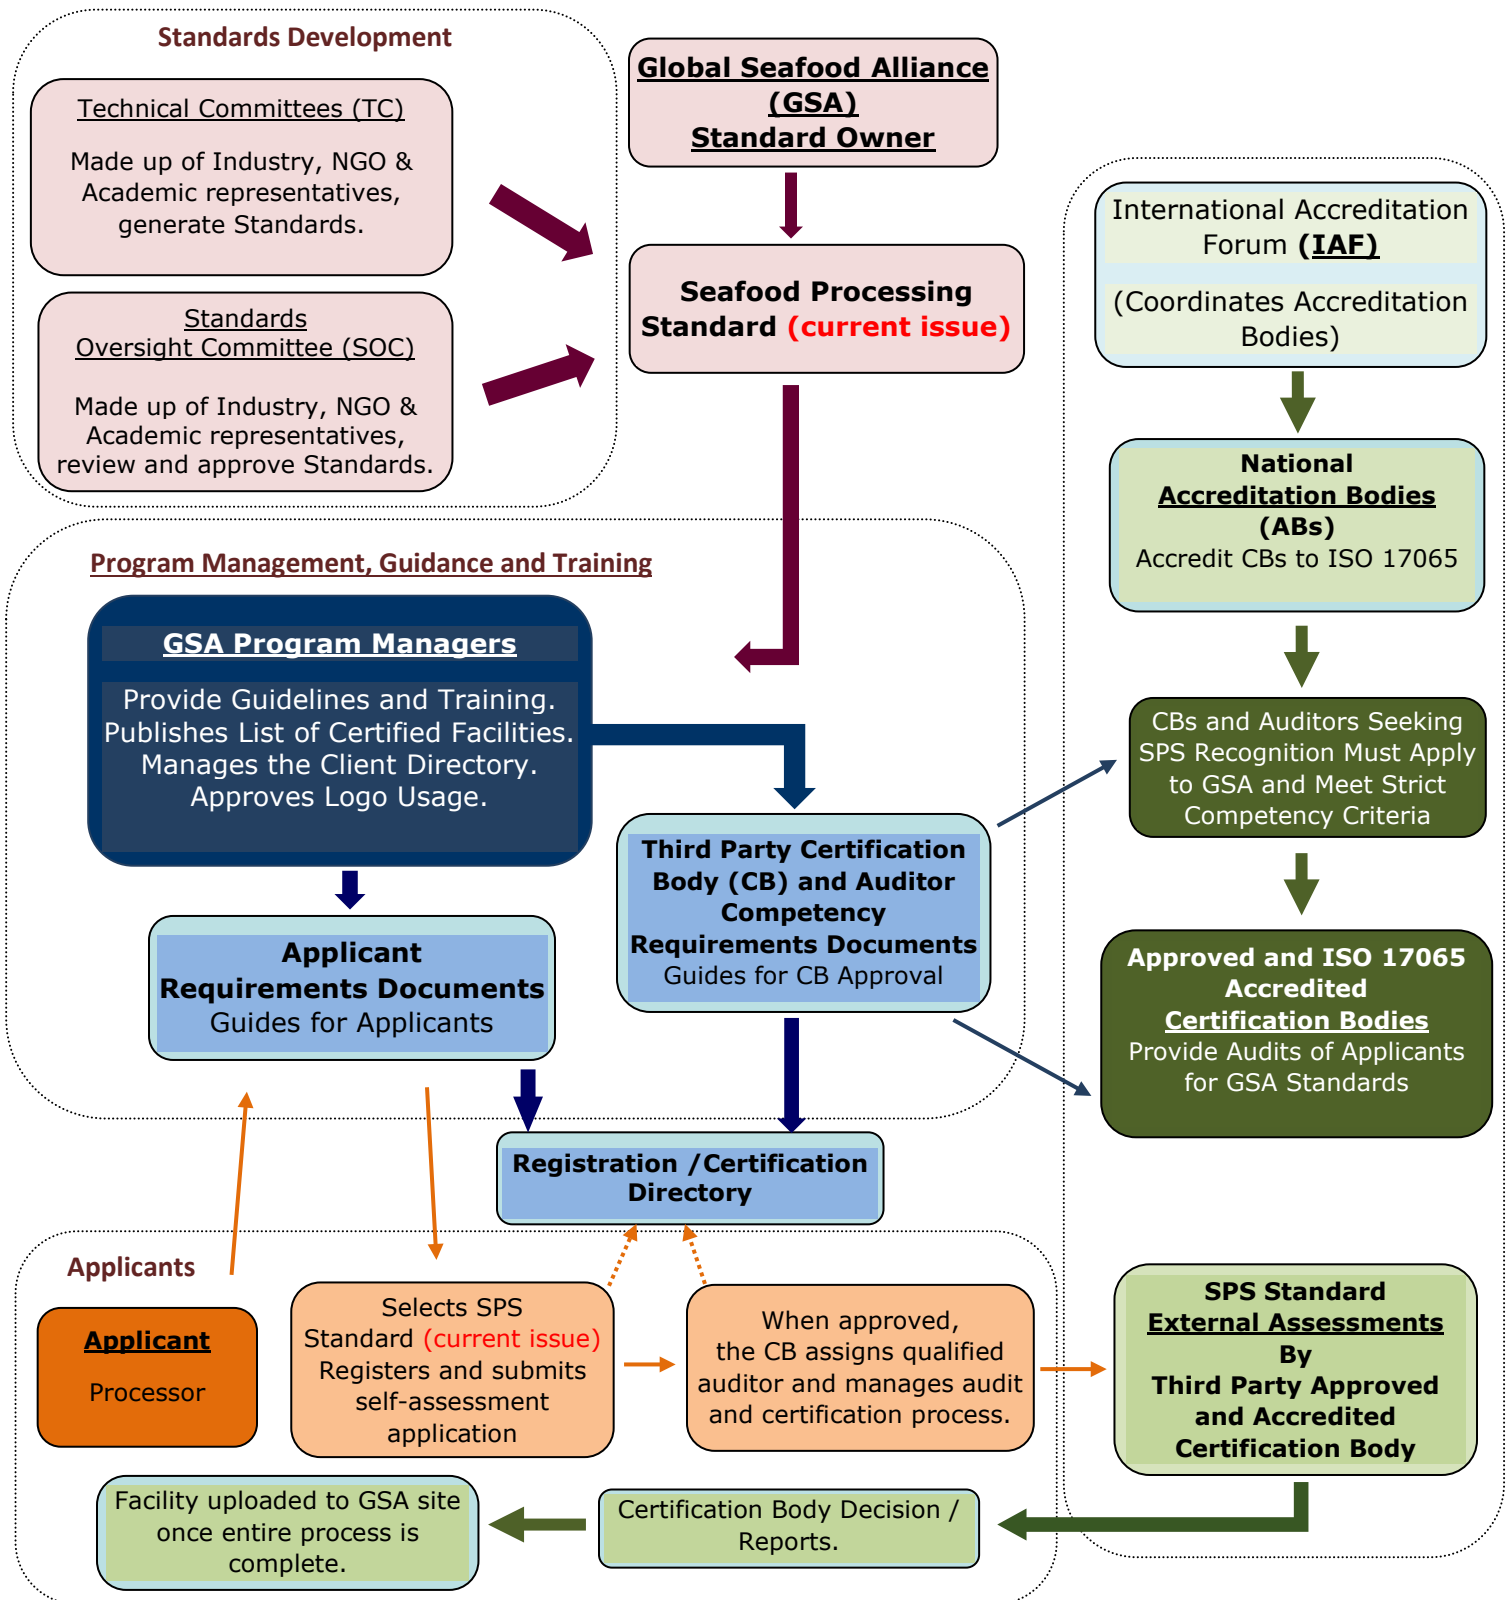 Standards Development
Technical Committees (TC)
Made up of Industry, NGO &
Academic representatives,
generate Standards.
Standards
Oversight Committee (SOC)
Made up of Industry, NGO &
Academic representatives,
review and approve Standards.
Global Seafood Alliance
(GSA)
Standard Owner
Seafood Processing
Standard (current issue)
International Accreditation
Forum (IAF)
(Coordinates Accreditation
Bodies)
National
Accreditation Bodies
(ABs)
Accredit CBs to ISO 17065
CBs and Auditors Seeking
SPS Recognition Must Apply
to GSA and Meet Strict
Competency Criteria
Approved and ISO 17065
Accredited
Certification Bodies
Provide Audits of Applicants
for GSA Standards
Program Management, Guidance and Training
GSA Program Managers
Provide Guidelines and Training.
Publishes List of Certified Facilities.
Manages the Client Directory.
Approves Logo Usage.
Third Party Certification
Body (CB) and Auditor
Competency
Requirements Documents
Guides for CB Approval
Applicant
Requirements Documents
Guides for Applicants
Registration /Certification
Directory
Applicants
Applicant
Processor
Selects SPS
Standard (current issue)
Registers and submits
self-assessment
application
When approved,
the CB assigns qualified
auditor and manages audit
and certification process.
SPS Standard
External Assessments
By
Third Party Approved
and Accredited
Certification Body
Certification Body Decision /
Reports.
Facility uploaded to GSA site
once entire process is
complete.